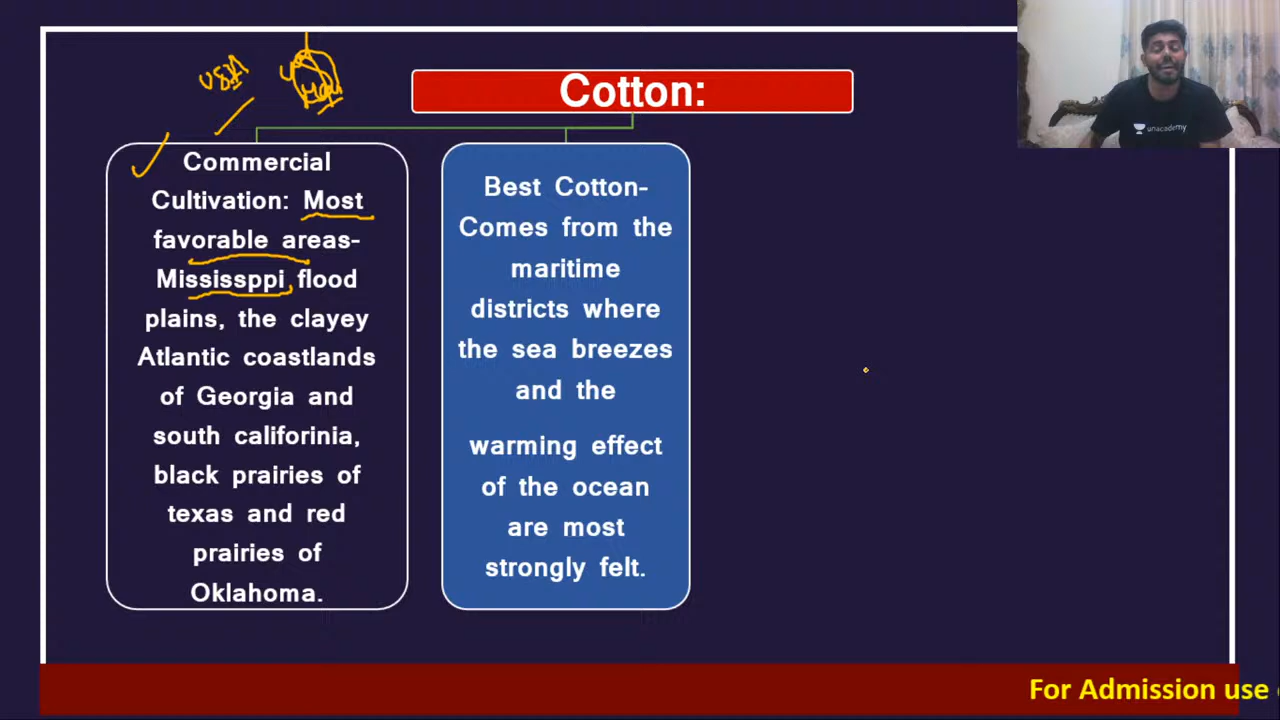 USA
Cotton:
Commercial
Cultivation: Most
favorable areas-
Mississppi flood
plains, the clayey
Atlantic coastlands
of Georgia and
south califorinia,
black prairies of
texas and red
prairies of
Oklahoma.
Best Cotton-
Comes from the
maritime
districts where
the sea breezes
and the
warming effect
of the ocean
are most
strongly felt.
unacademy
For Admission use